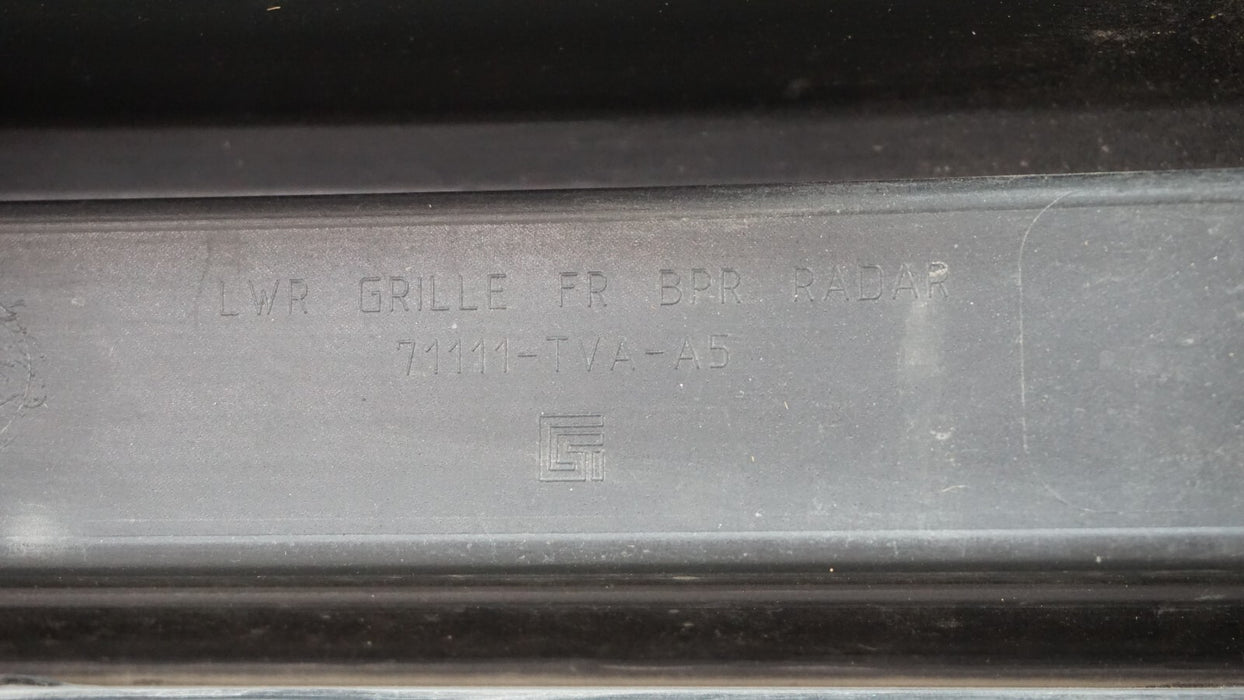 LWR GRILLE FR BPR RADAR
71111-TVA-A5